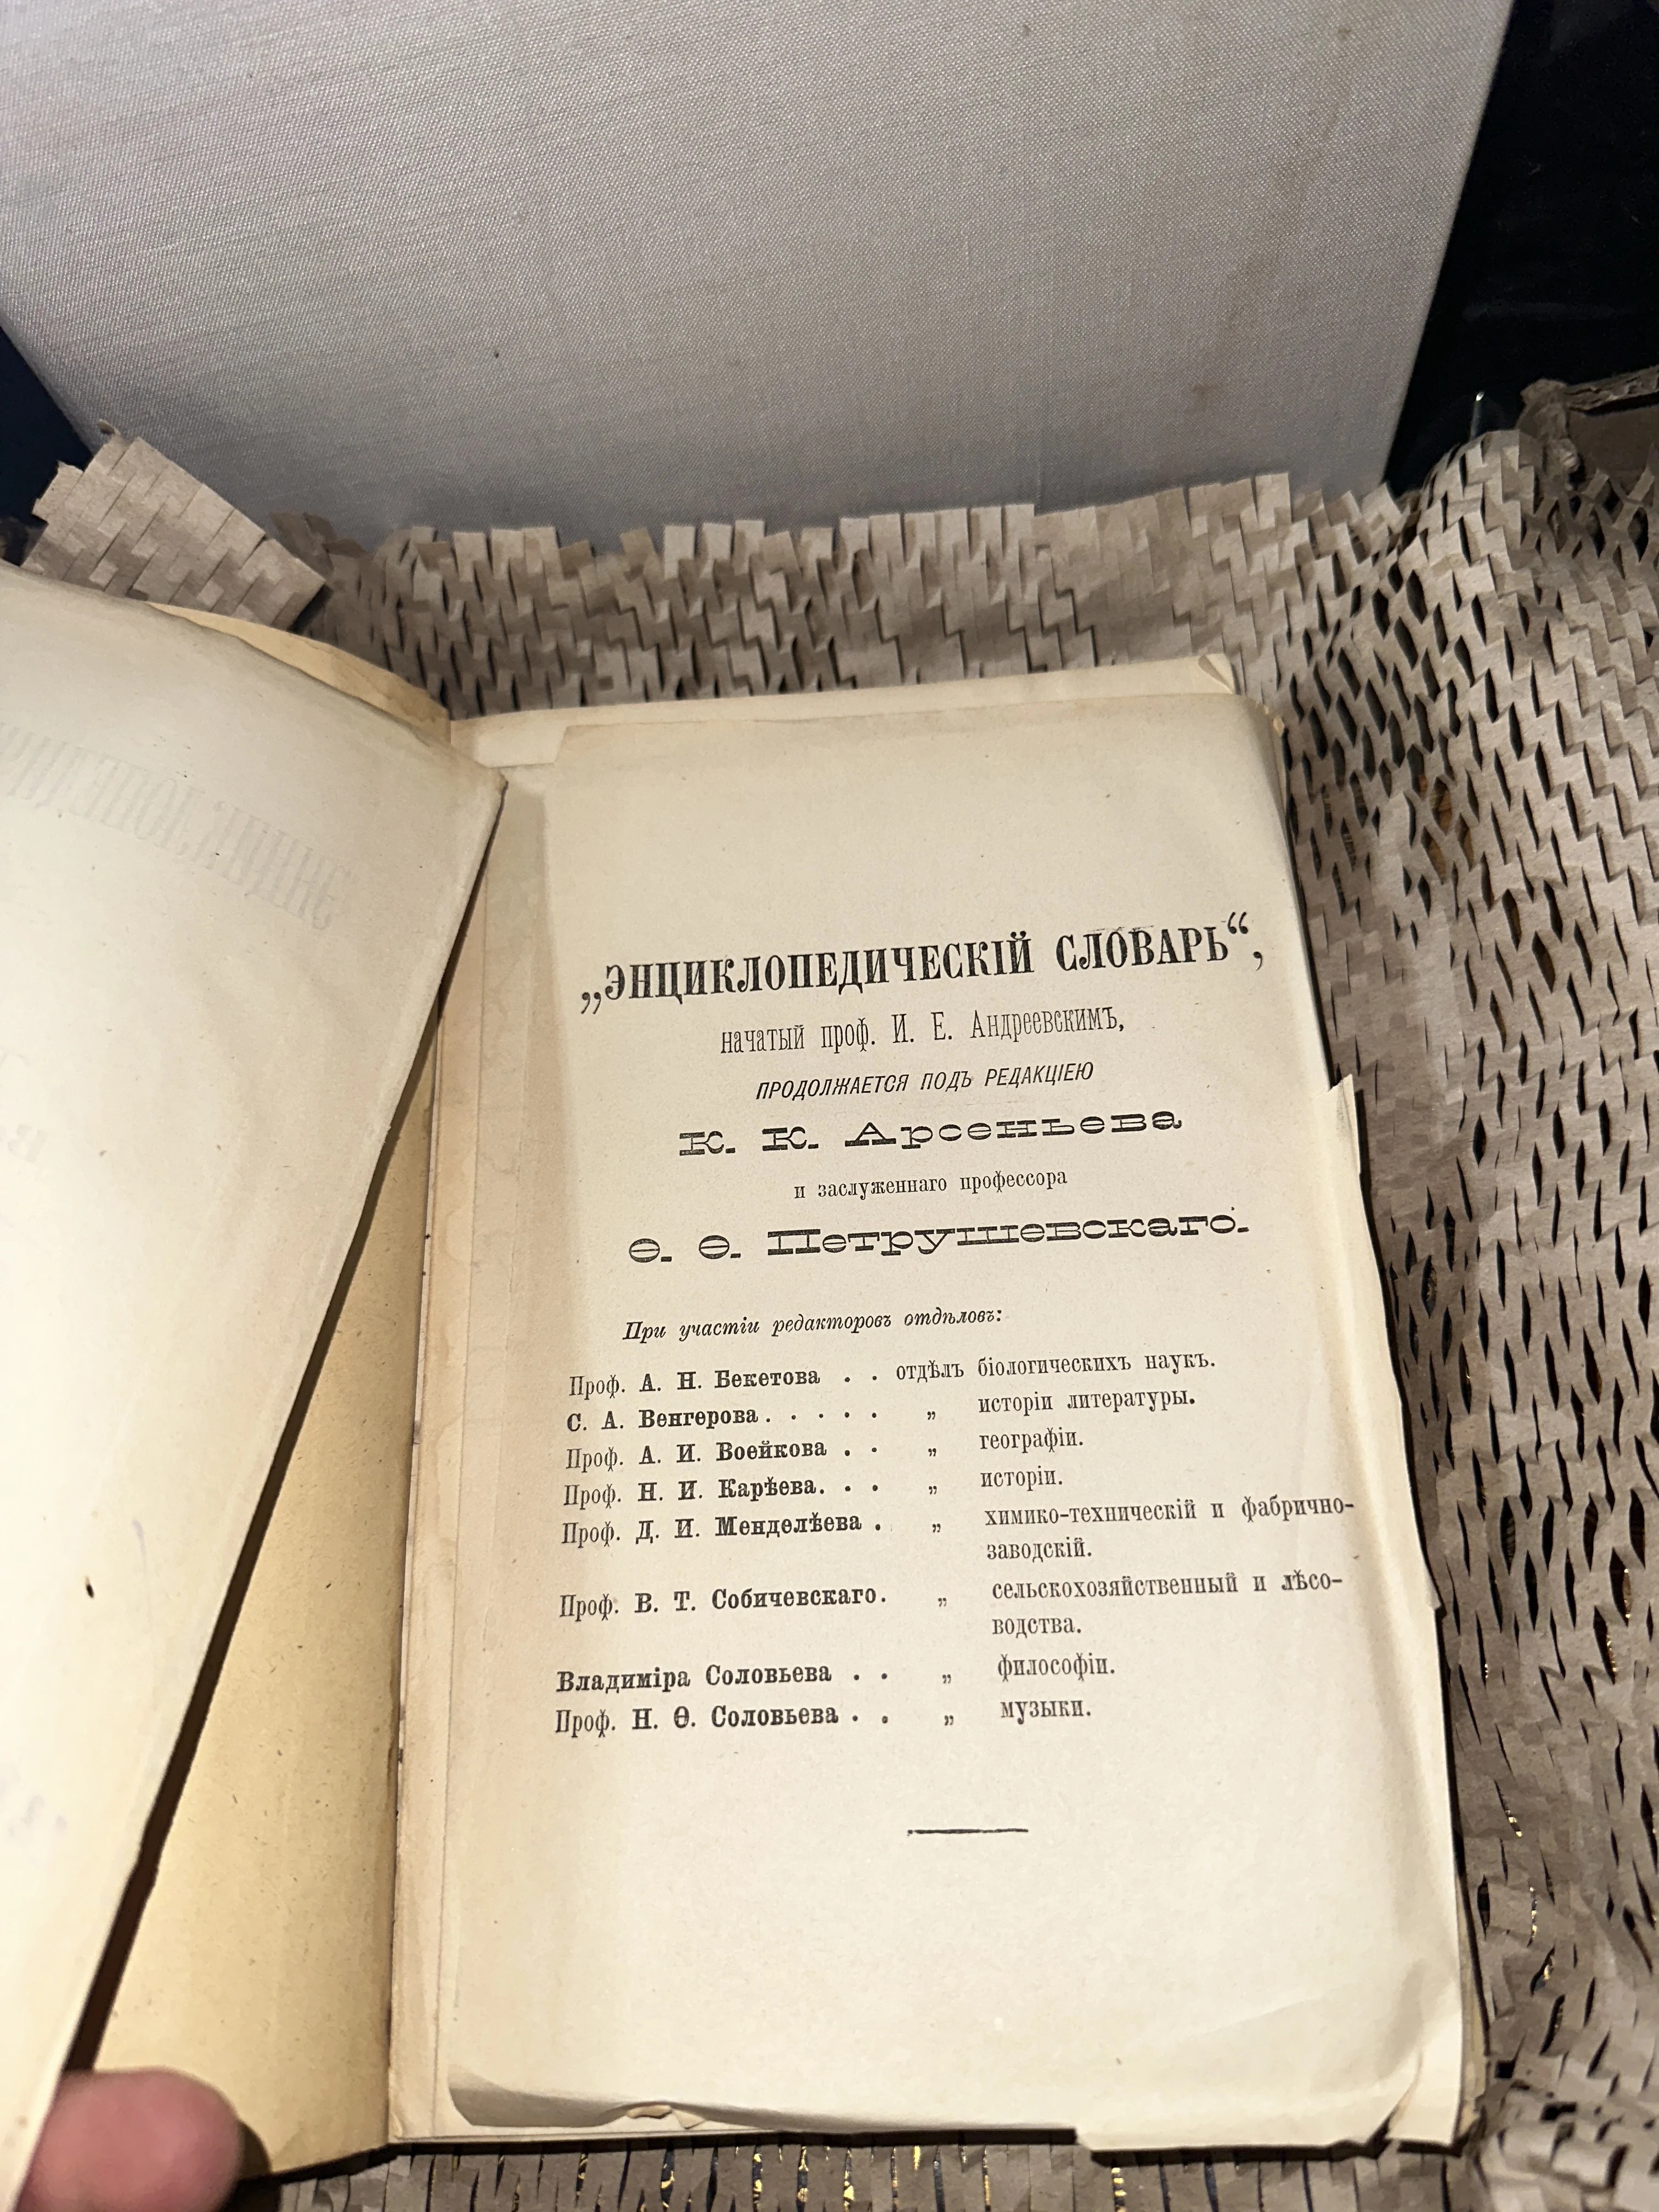 „ЭНЦИКЛОПЕДИЧЕСКІЙ СЛОВАРЬ“,
начатый проф. И. Е. Андреевскимъ,
ПРОДОЛЖАЕТСЯ ПОДЪ РЕДАКЦІЕЮ
К. К. Арсеньева
и заслуженнаго профессора
Ѳ. Ѳ. Петрушевскаго.
При участіи редакторовъ отдѣловъ:
Проф. А. Н. Бекетова . . отдѣлъ біологическихъ наукъ.
С. А. Венгерова . . . . . „ исторіи литературы.
Проф. А. И. Воейкова . . „ географіи.
Проф. Н. И. Карѣева. . . „ исторіи.
Проф. Д. И. Менделѣева . „ химико-техническій и фабрично-
заводскій.
Проф. В. Т. Собичевскаго. „ сельскохозяйственный и лѣсо-
водства.
Владиміра Соловьева . . „ философіи.
Проф. Н. Ѳ. Соловьева . . „ музыки.